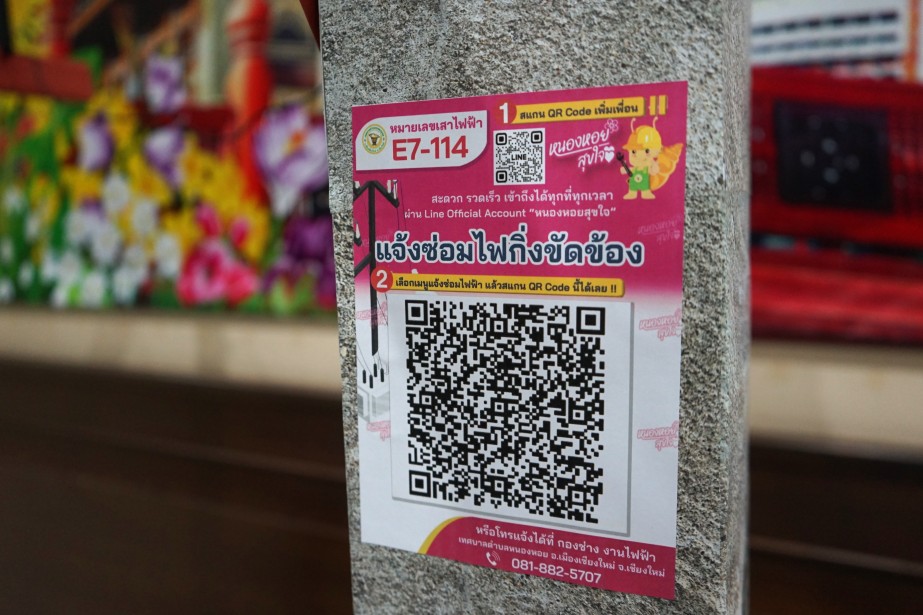 หมายเลขเสาไฟฟ้า
E7-114
1 สแกน QR Code เพิ่มเพื่อน !!
LINE
หนองหอย
สุขใจ
สะดวก รวดเร็ว เข้าถึงได้ทุกที่ทุกเวลา
ผ่าน Line Official Account "หนองหอยสุขใจ"
แจ้งซ่อมไฟกิ่งขัดข้อง
2 เลือกเมนูแจ้งซ่อมไฟฟ้า แล้วสแกน QR Code นี้ได้เลย !!
หรือโทรแจ้งได้ที่ กองช่าง งานไฟฟ้า
เทศบาลตำบลหนองหอย อ.เมืองเชียงใหม่ จ.เชียงใหม่
081-882-5707